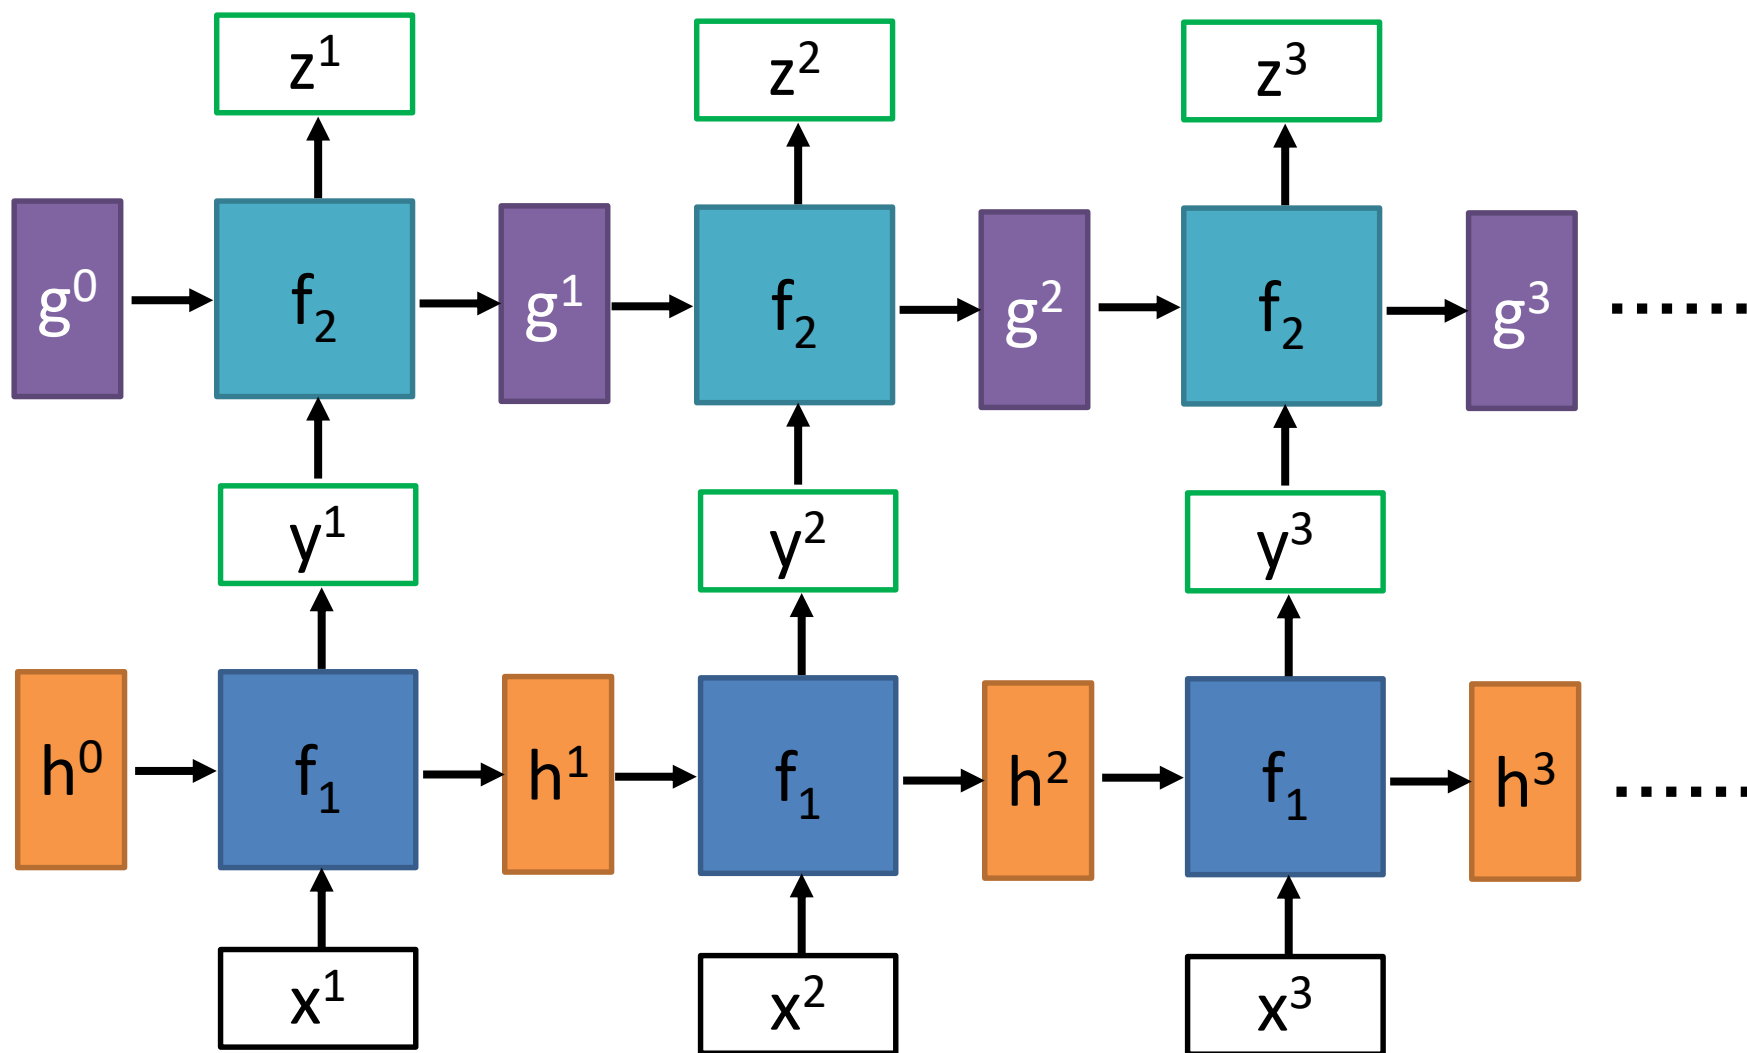 z¹ z² z³
g⁰ f₂ g¹ f₂ g² f₂ g³ ......
y¹ y² y³
h⁰ f₁ h¹ f₁ h² f₁ h³ ......
x¹ x² x³